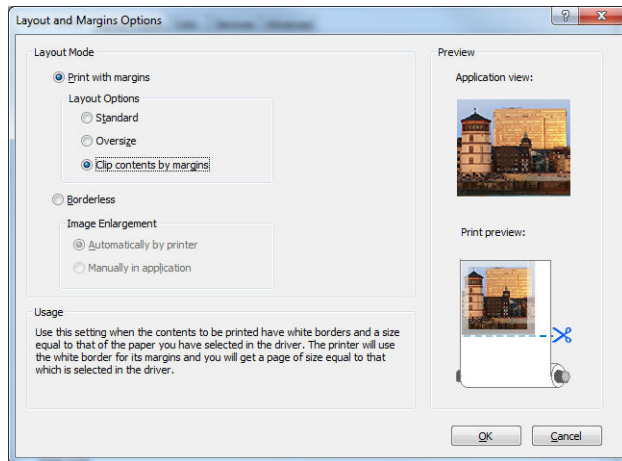 Layout and Margins Options
Layout Mode
Print with margins
Layout Options
Standard
Oversize
Clip contents by margins
Borderless
Image Enlargement
Automatically by printer
Manually in application
Usage
Use this setting when the contents to be printed have white borders and a size
equal to that of the paper you have selected in the driver. The printer will use
the white border for its margins and you will get a page of size equal to that
which is selected in the driver.
Preview
Application view:
Print preview:
OK
Cancel